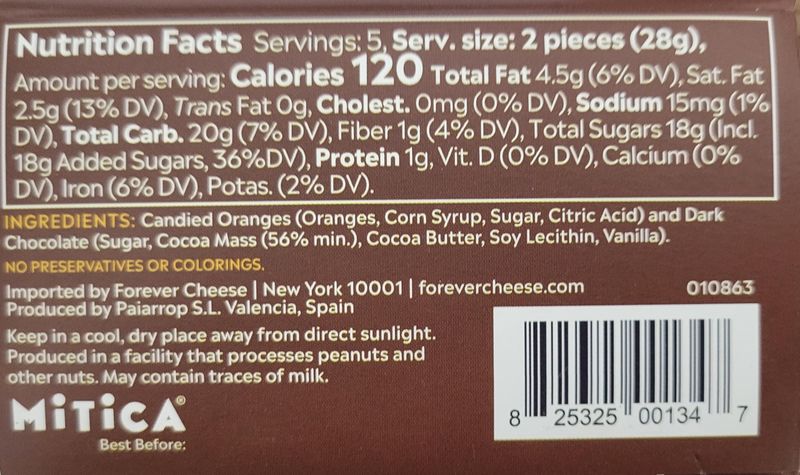 Nutrition Facts Servings: 5, Serv. size: 2 pieces (28g),
Amount per serving: Calories 120 Total Fat 4.5g (6% DV), Sat. Fat
2.5g (13% DV), Trans Fat 0g, Cholest. 0mg (0% DV), Sodium 15mg (1%
DV), Total Carb. 20g (7% DV), Fiber 1g (4% DV), Total Sugars 18g (Incl.
18g Added Sugars, 36%DV), Protein 1g, Vit. D (0% DV), Calcium (0%
DV), Iron (6% DV), Potas. (2% DV).
INGREDIENTS: Candied Oranges (Oranges, Corn Syrup, Sugar, Citric Acid) and Dark
Chocolate (Sugar, Cocoa Mass (56% min.), Cocoa Butter, Soy Lecithin, Vanilla).
NO PRESERVATIVES OR COLORINGS.
Imported by Forever Cheese | New York 10001 | forevercheese.com 010863
Produced by Paiarrop S.L. Valencia, Spain
Keep in a cool, dry place away from direct sunlight.
Produced in a facility that processes peanuts and
other nuts. May contain traces of milk.
MiTiCA®
Best Before:
8 25325 00134 7